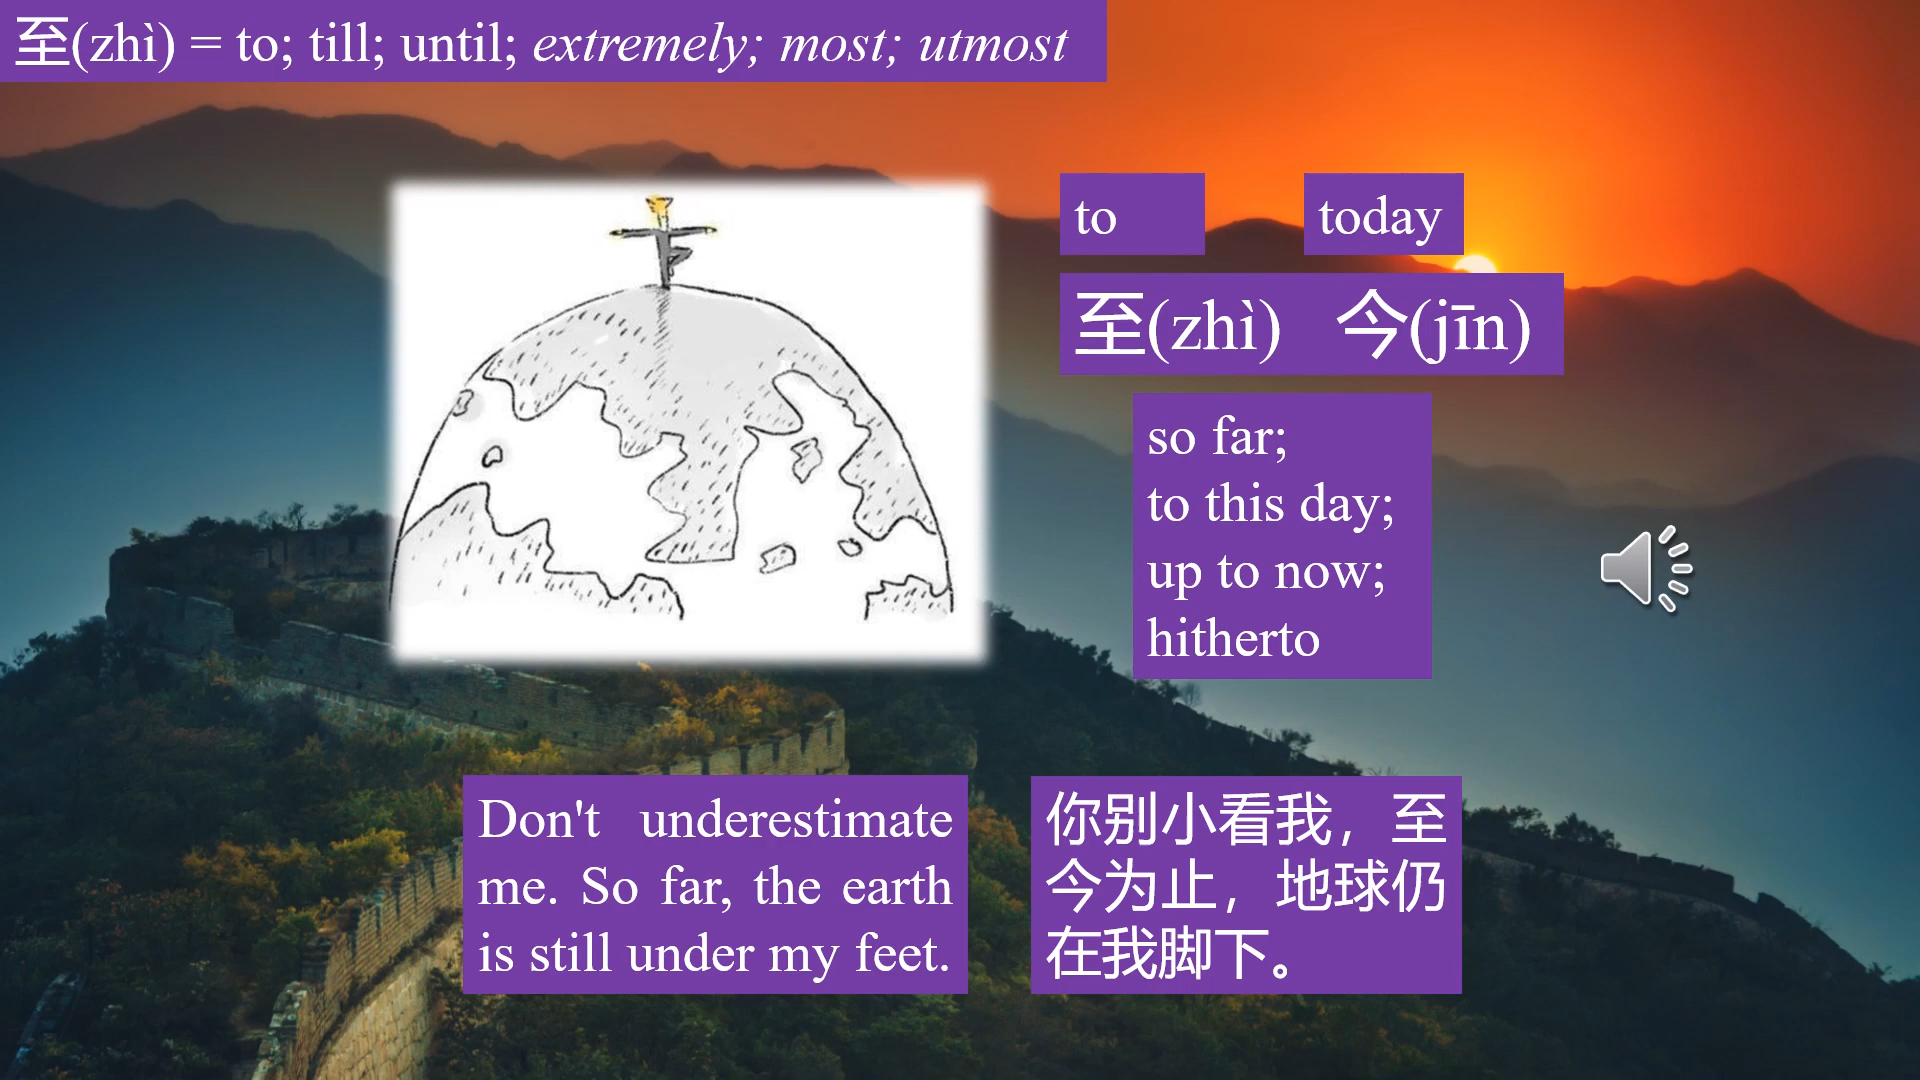 至(zhì) = to; till; until; extremely; most; utmost
to
today
至(zhì) 今(jīn)
so far;
to this day;
up to now;
hitherto
Don't underestimate
me. So far, the earth
is still under my feet.
你别小看我，至
今为止，地球仍
在我脚下。